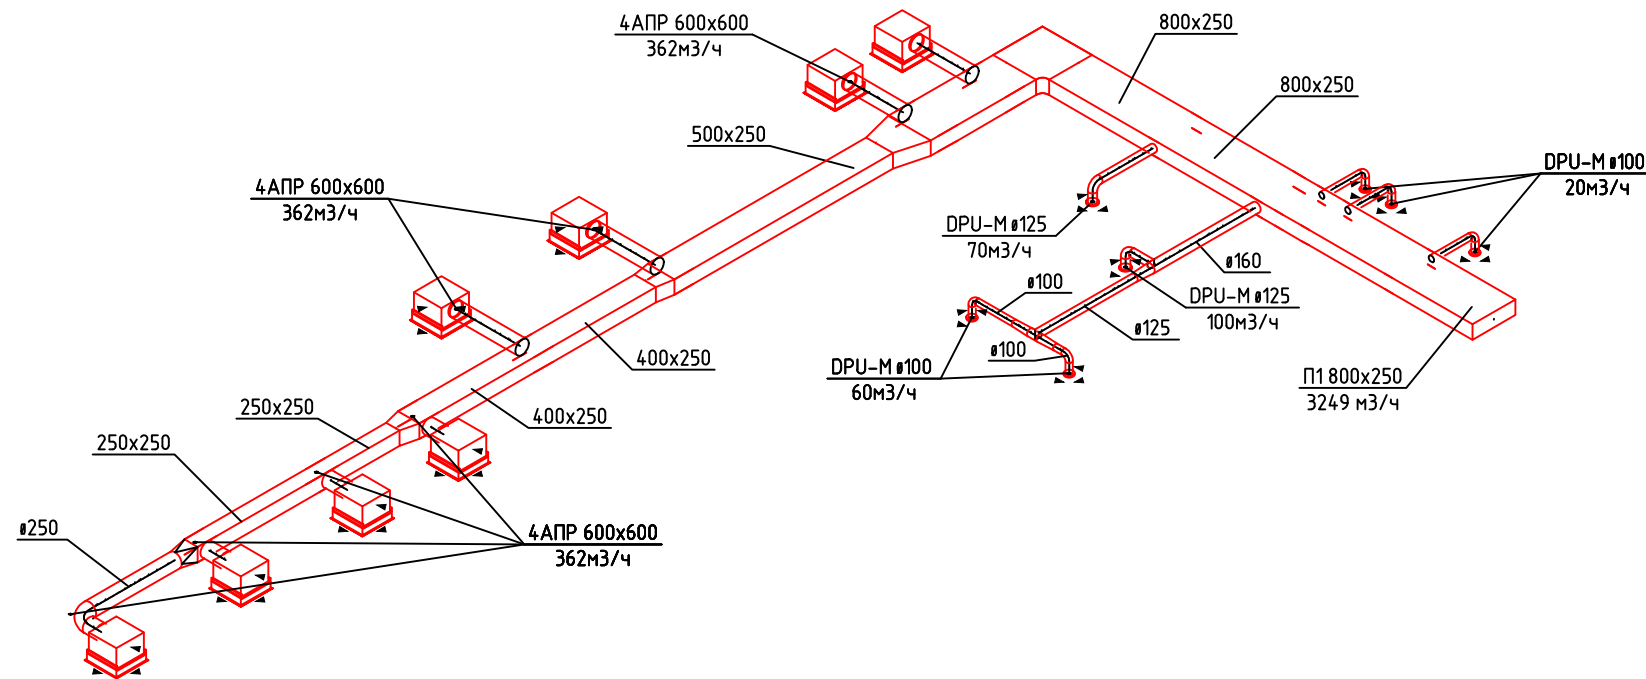 4АПР 600х600
362м3/ч
800х250
800х250
500х250
DPU-M ø100
20м3/ч
4АПР 600х600
362м3/ч
DPU-M ø125
70м3/ч
ø160
ø100
DPU-M ø125
100м3/ч
ø125
ø100
400х250
DPU-M ø100
60м3/ч
П1 800х250
3249 м3/ч
250х250
400х250
250х250
ø250
4АПР 600х600
362м3/ч